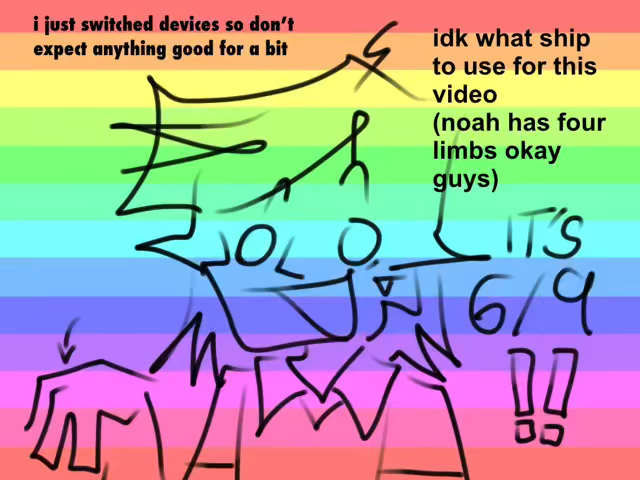 i just switched devices so don't
expect anything good for a bit
idk what ship
to use for this
video
(noah has four
limbs okay
guys)
IT'S
6/9
!!